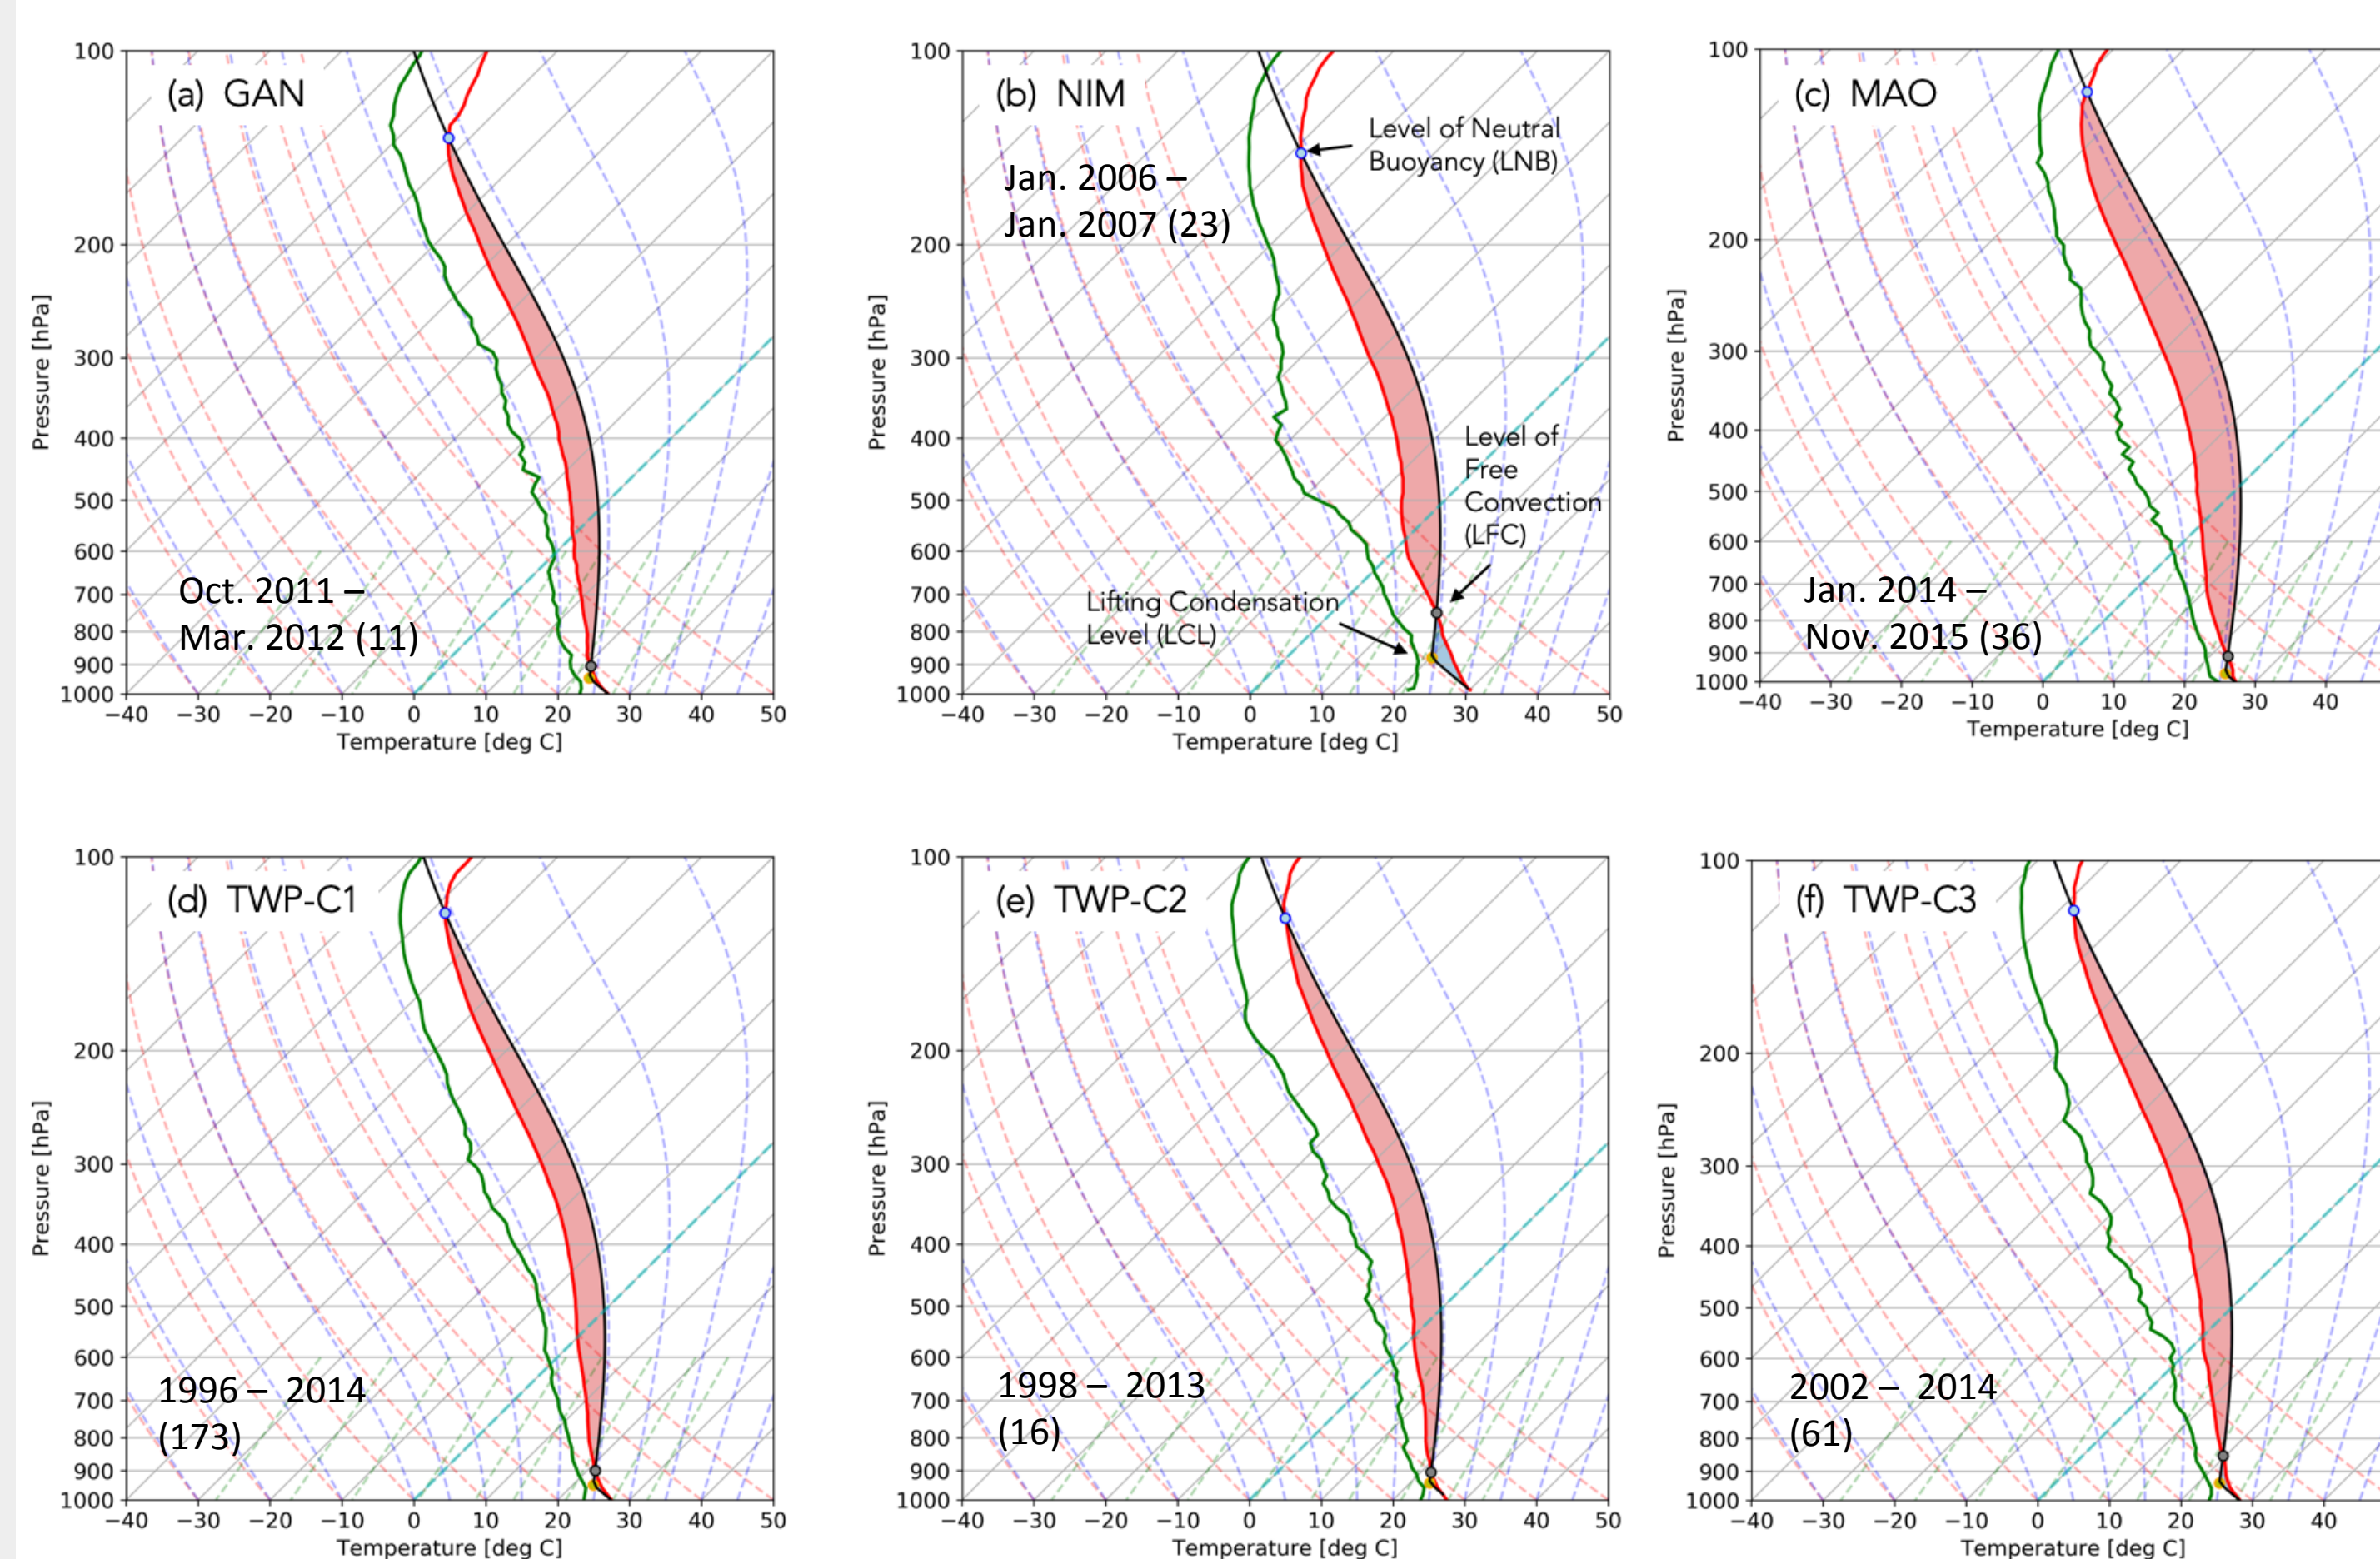 (a) GAN
Oct. 2011 –
Mar. 2012 (11)
Pressure [hPa]
100
200
300
400
500
600
700
800
900
1000
−40 −30 −20 −10 0 10 20 30 40 50
Temperature [deg C]
(b) NIM
Jan. 2006 –
Jan. 2007 (23)
Level of Neutral
Buoyancy (LNB)
Level of
Free
Convection
(LFC)
Lifting Condensation
Level (LCL)
Pressure [hPa]
100
200
300
400
500
600
700
800
900
1000
−40 −30 −20 −10 0 10 20 30 40 50
Temperature [deg C]
(c) MAO
Jan. 2014 –
Nov. 2015 (36)
Pressure [hPa]
100
200
300
400
500
600
700
800
900
1000
−40 −30 −20 −10 0 10 20 30 40
Temperature [deg C]
(d) TWP-C1
1996 – 2014
(173)
Pressure [hPa]
100
200
300
400
500
600
700
800
900
1000
−40 −30 −20 −10 0 10 20 30 40 50
Temperature [deg C]
(e) TWP-C2
1998 – 2013
(16)
Pressure [hPa]
100
200
300
400
500
600
700
800
900
1000
−40 −30 −20 −10 0 10 20 30 40 50
Temperature [deg C]
(f) TWP-C3
2002 – 2014
(61)
Pressure [hPa]
100
200
300
400
500
600
700
800
900
1000
−40 −30 −20 −10 0 10 20 30 40
Temperature [deg C]